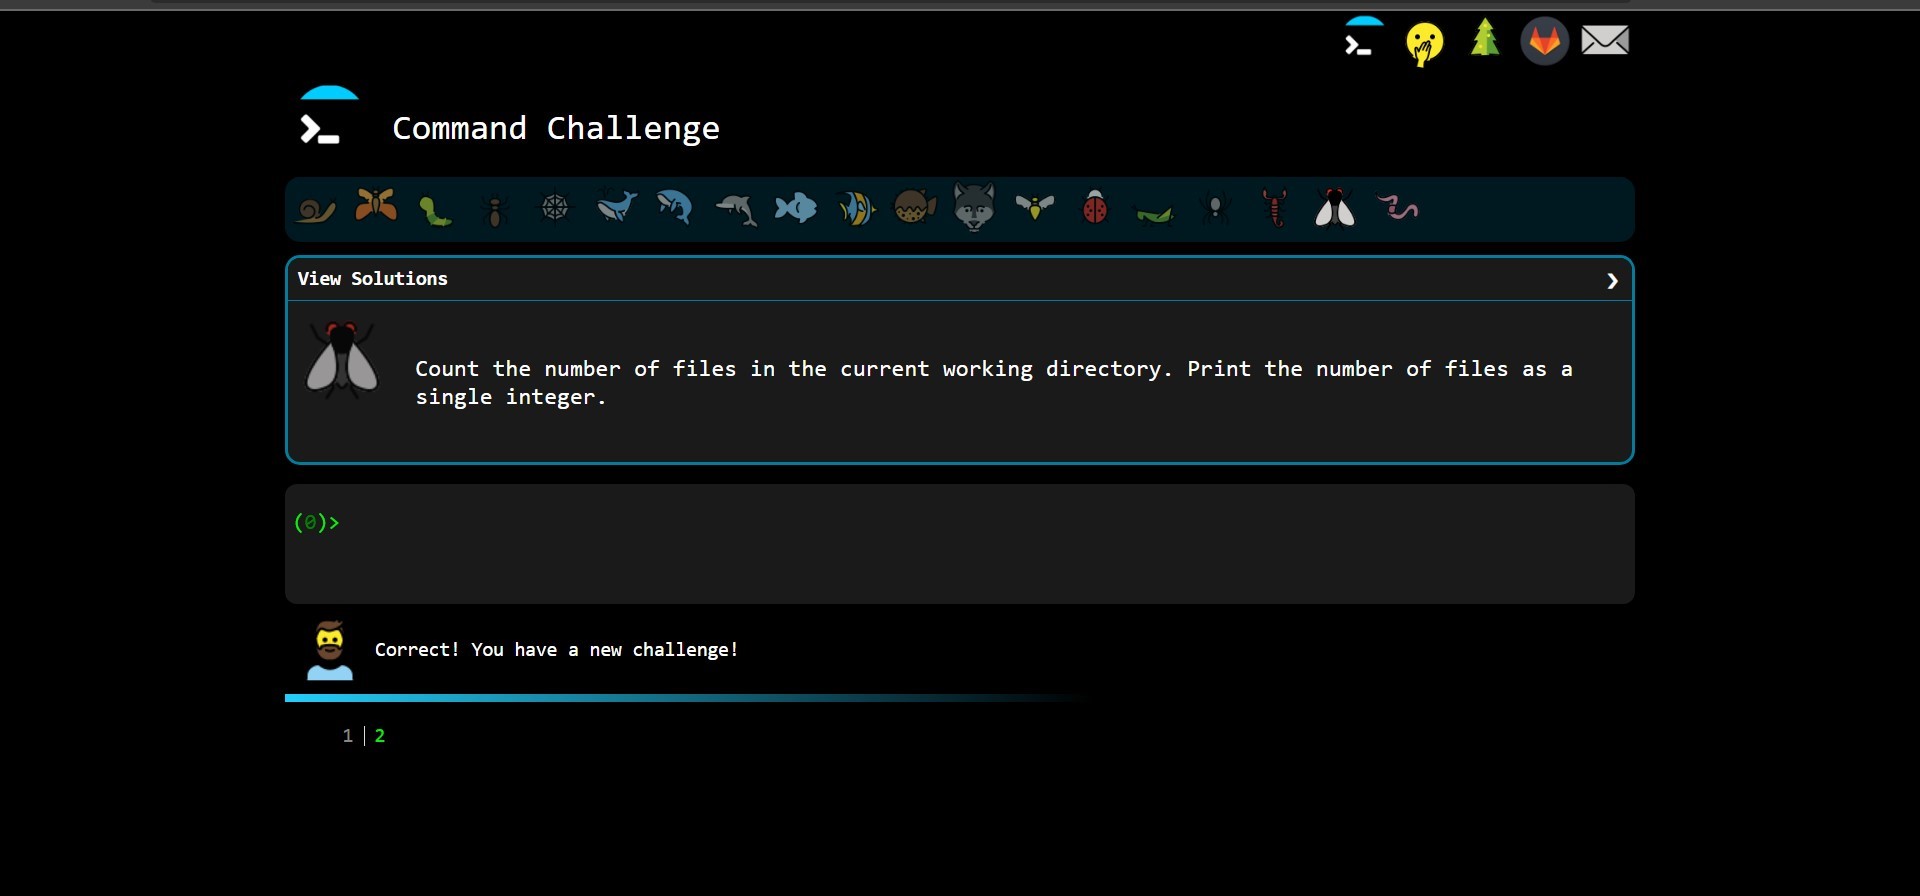 Command Challenge
View Solutions
Count the number of files in the current working directory. Print the number of files as a
single integer.
(0)>
Correct! You have a new challenge!
1 2